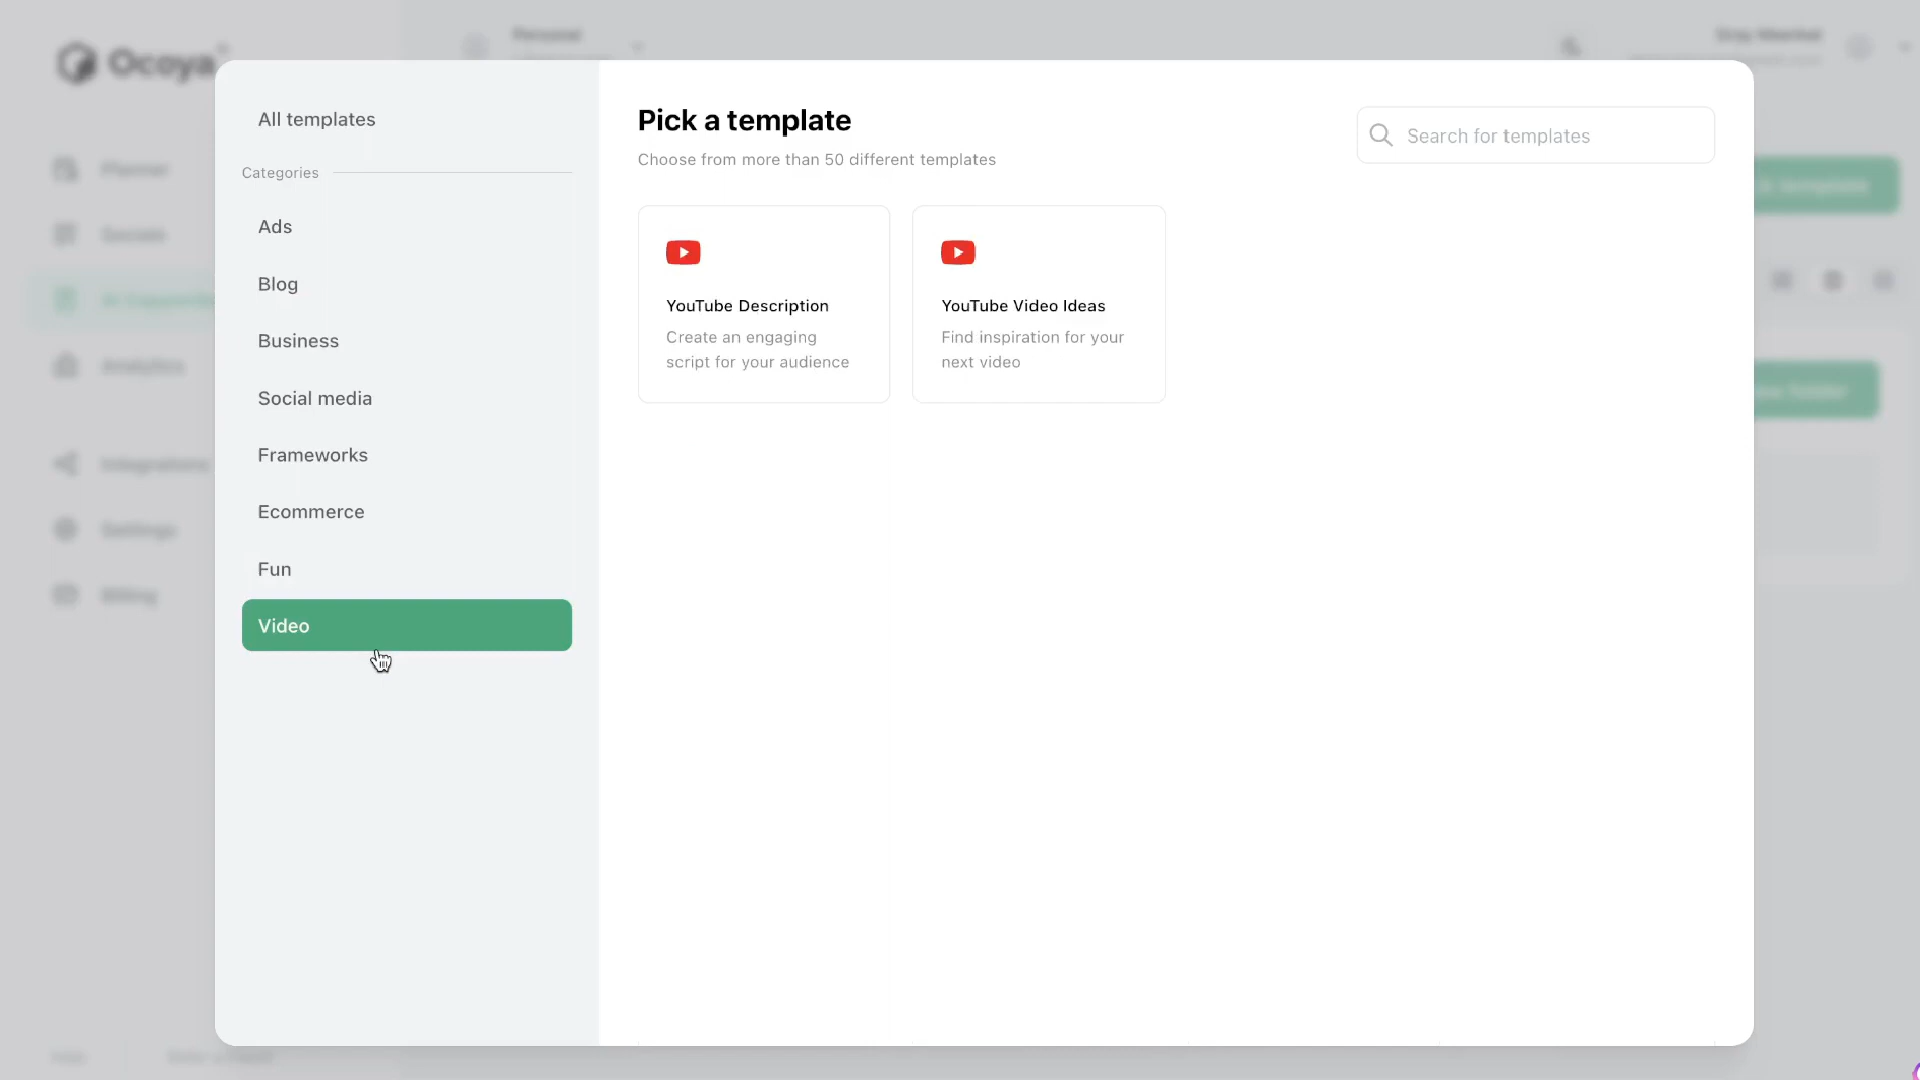 Ocoya
Personal
All templates
Pick a template
Search for templates
Choose from more than 50 different templates
Categories
Planner
Ads
YouTube Description
YouTube Video Ideas
Socials
Create an engaging
script for your audience
Find inspiration for your
next video
Blog
Business
Analytics
Social media
Frameworks
Integrations
Ecommerce
Settings
Fun
Billing
Video